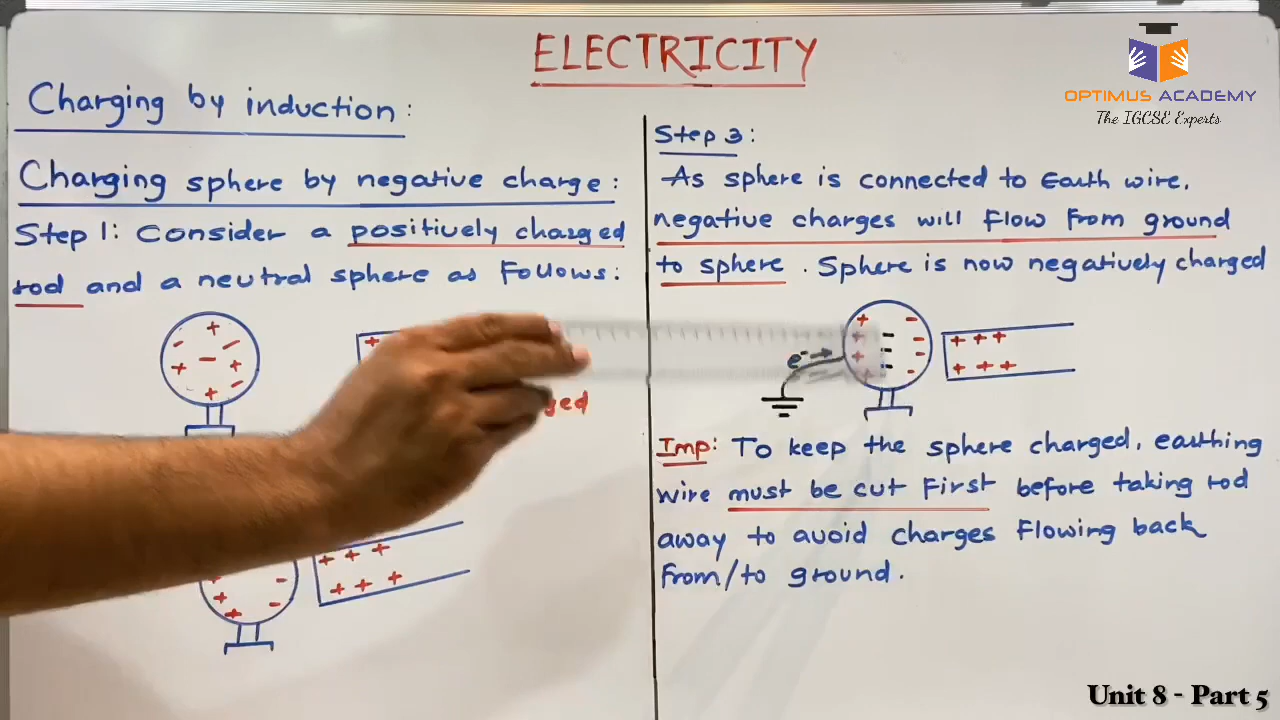 ELECTRICITY
OPTIMUS ACADEMY
The IGCSE Experts
Charging by induction:
Charging sphere by negative charge:
Step 1: Consider a positively charged
rod and a neutral sphere as follows:
Step 3:
As sphere is connected to Earth wire,
negative charges will flow from ground
to sphere. Sphere is now negatively charged
e⁻ →
Imp: To keep the sphere charged, earthing
wire must be cut first before taking rod
away to avoid charges flowing back
from/to ground.
Unit 8 - Part 5